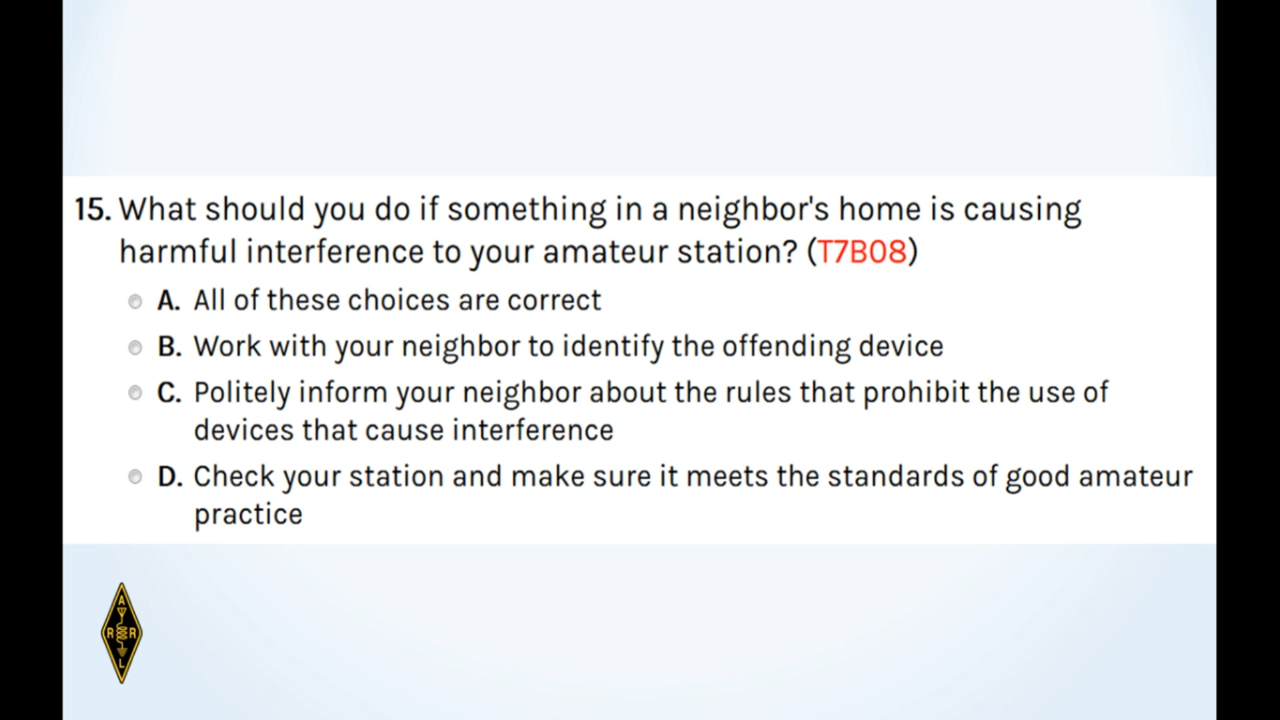 15. What should you do if something in a neighbor's home is causing
harmful interference to your amateur station? (T7B08)
A. All of these choices are correct
B. Work with your neighbor to identify the offending device
C. Politely inform your neighbor about the rules that prohibit the use of
devices that cause interference
D. Check your station and make sure it meets the standards of good amateur
practice
A
R R
L